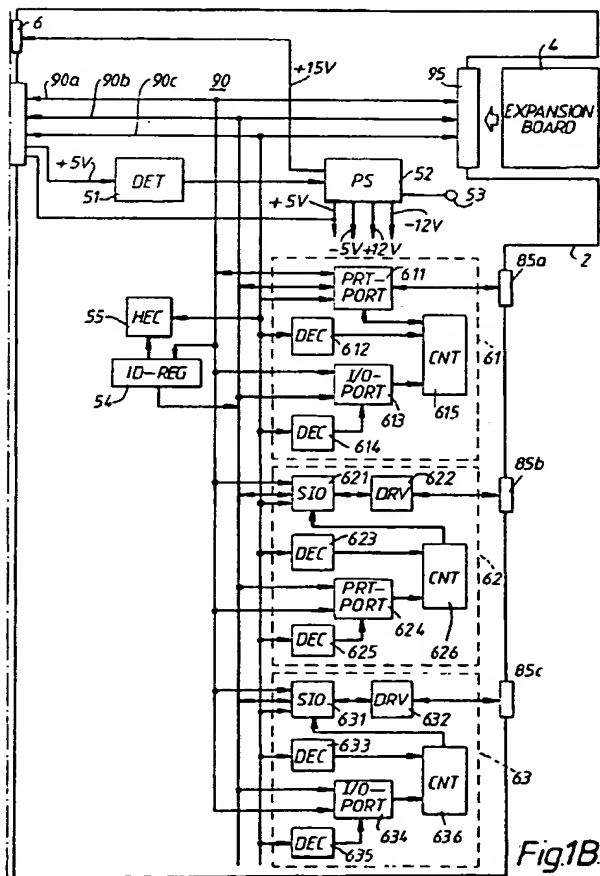 6
90a
90b
90c
90
+15V
95
4
EXPANSION
BOARD
+5V
DET
51
PS
52
53
+5V
-5V
+12V
-12V
2
PRT-
PORT
611
85a
HEC
55
DEC
612
61
CNT
615
ID-REG
54
I/O-
PORT
613
DEC
614
SIO
621
DRV
622
85b
DEC
623
62
CNT
626
PRT-
PORT
624
DEC
625
SIO
631
DRV
632
85c
DEC
633
63
CNT
636
I/O-
PORT
634
DEC
635
Fig.1B.